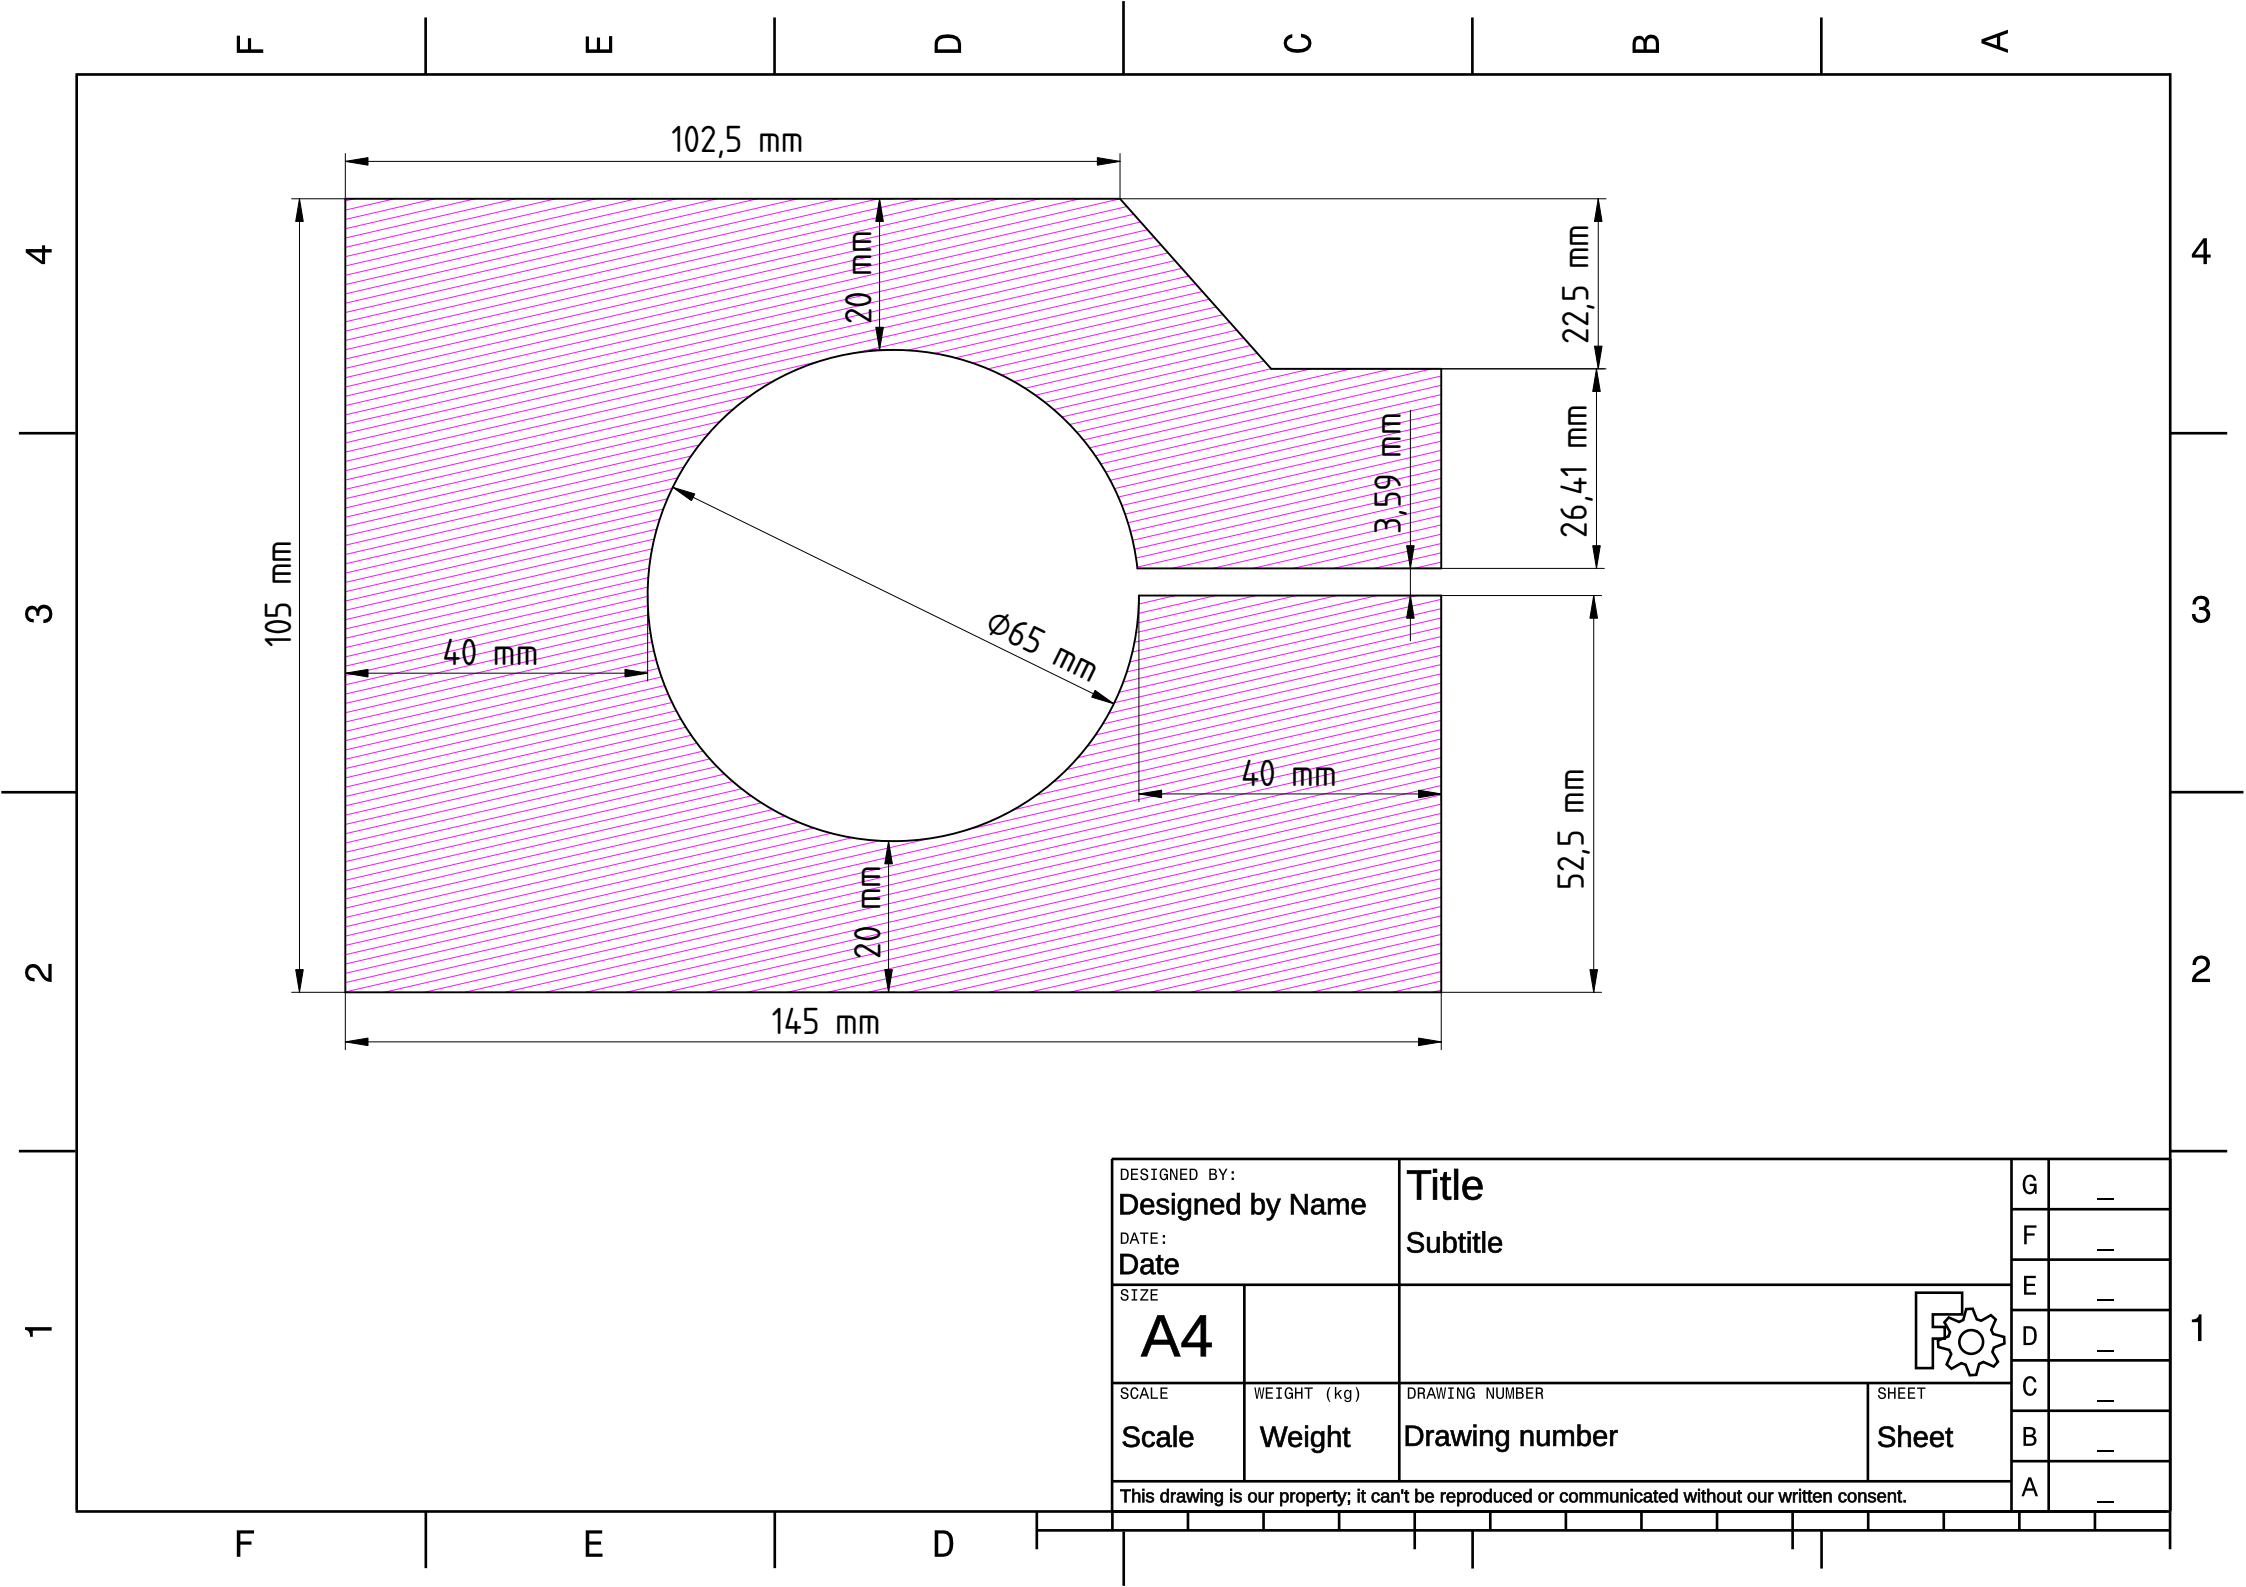 F E D C B A
102,5 mm
4
20 mm
22,5 mm
4
3,59 mm
26,41 mm
105 mm
3
40 mm
Ø65 mm
3
40 mm
52,5 mm
20 mm
2
2
145 mm
DESIGNED BY:
Designed by Name
DATE:
Date
Title
Subtitle
G _
F _
E _
D _
C _
B _
A _
SIZE
A4
1
1
SCALE
Scale
WEIGHT (kg)
Weight
DRAWING NUMBER
Drawing number
SHEET
Sheet
This drawing is our property; it can't be reproduced or communicated without our written consent.
F E D